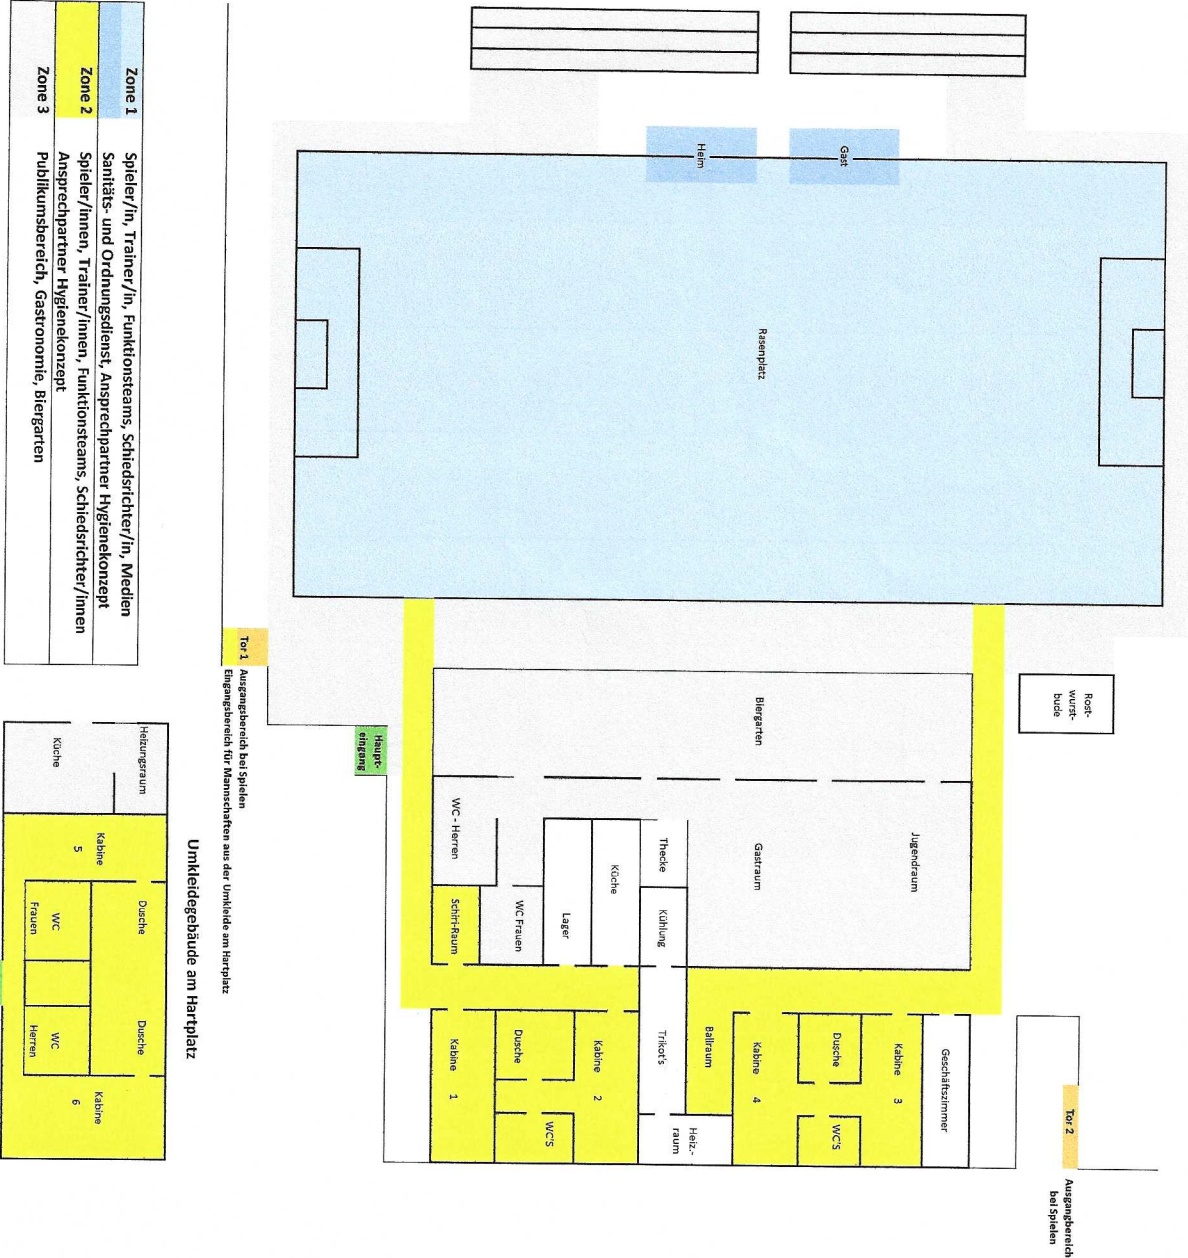 Zone 1
Spieler/in, Trainer/in, Funktionsteams, Schiedsrichter/in, Medien
Sanitäts- und Ordnungsdienst, Ansprechpartner Hygienekonzept
Zone 2
Spieler/innen, Trainer/innen, Funktionsteams, Schiedsrichter/innen
Ansprechpartner Hygienekonzept
Zone 3
Publikumsbereich, Gastronomie, Biergarten
Gast
Heim
Rasenplatz
Rost-
wurst-
bude
Tor 1
Ausgangsbereich bei Spielen
Eingangsbereich für Mannschaften aus der Umkleide am Hartplatz
Haupt-
eingang
Biergarten
Jugendraum
Gastraum
Thecke
Kühlung
Küche
Lager
WC - Herren
WC Frauen
Schiri-Raum
Geschäftszimmer
Kabine 3
Dusche
WC'S
Kabine 4
Ballraum
Trikot's
Heiz.-
raum
Kabine 2
Dusche
WC'S
Kabine 1
Tor 2
Ausgangbereich
bei Spielen
Umkleidegebäude am Hartplatz
Heizungsraum
Küche
Kabine
5
Dusche
Dusche
WC
Frauen
WC
Herren
Kabine
6